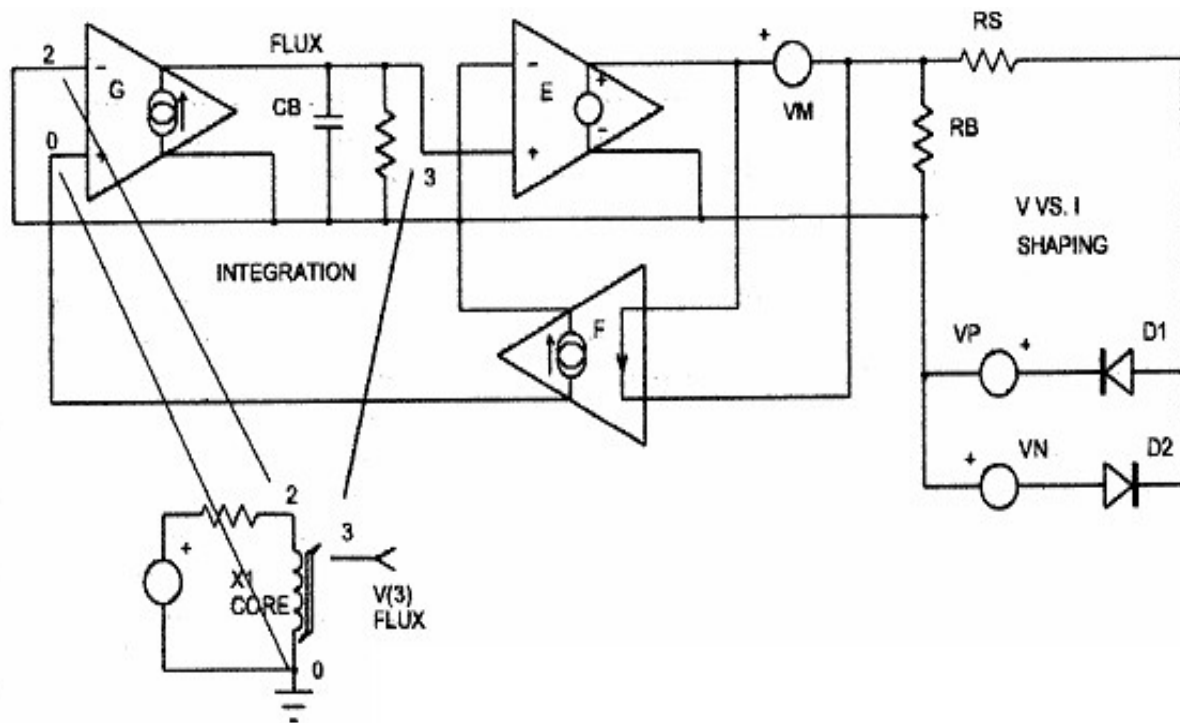 2
G
-
0
+
FLUX
CB
3
-
E
+
-
+
+
VM
RS
RB
V VS. I
SHAPING
INTEGRATION
F
VP
+
D1
+
VN
D2
2
+
3
X1
CORE
V(3)
FLUX
0